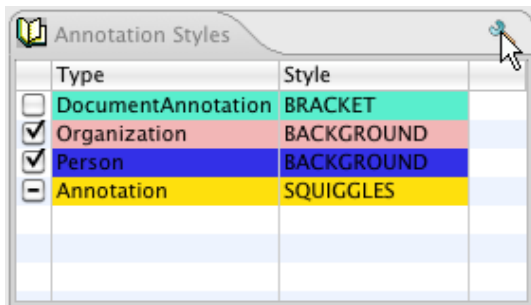 Annotation Styles
Type Style
DocumentAnnotation BRACKET
Organization BACKGROUND
Person BACKGROUND
Annotation SQUIGGLES